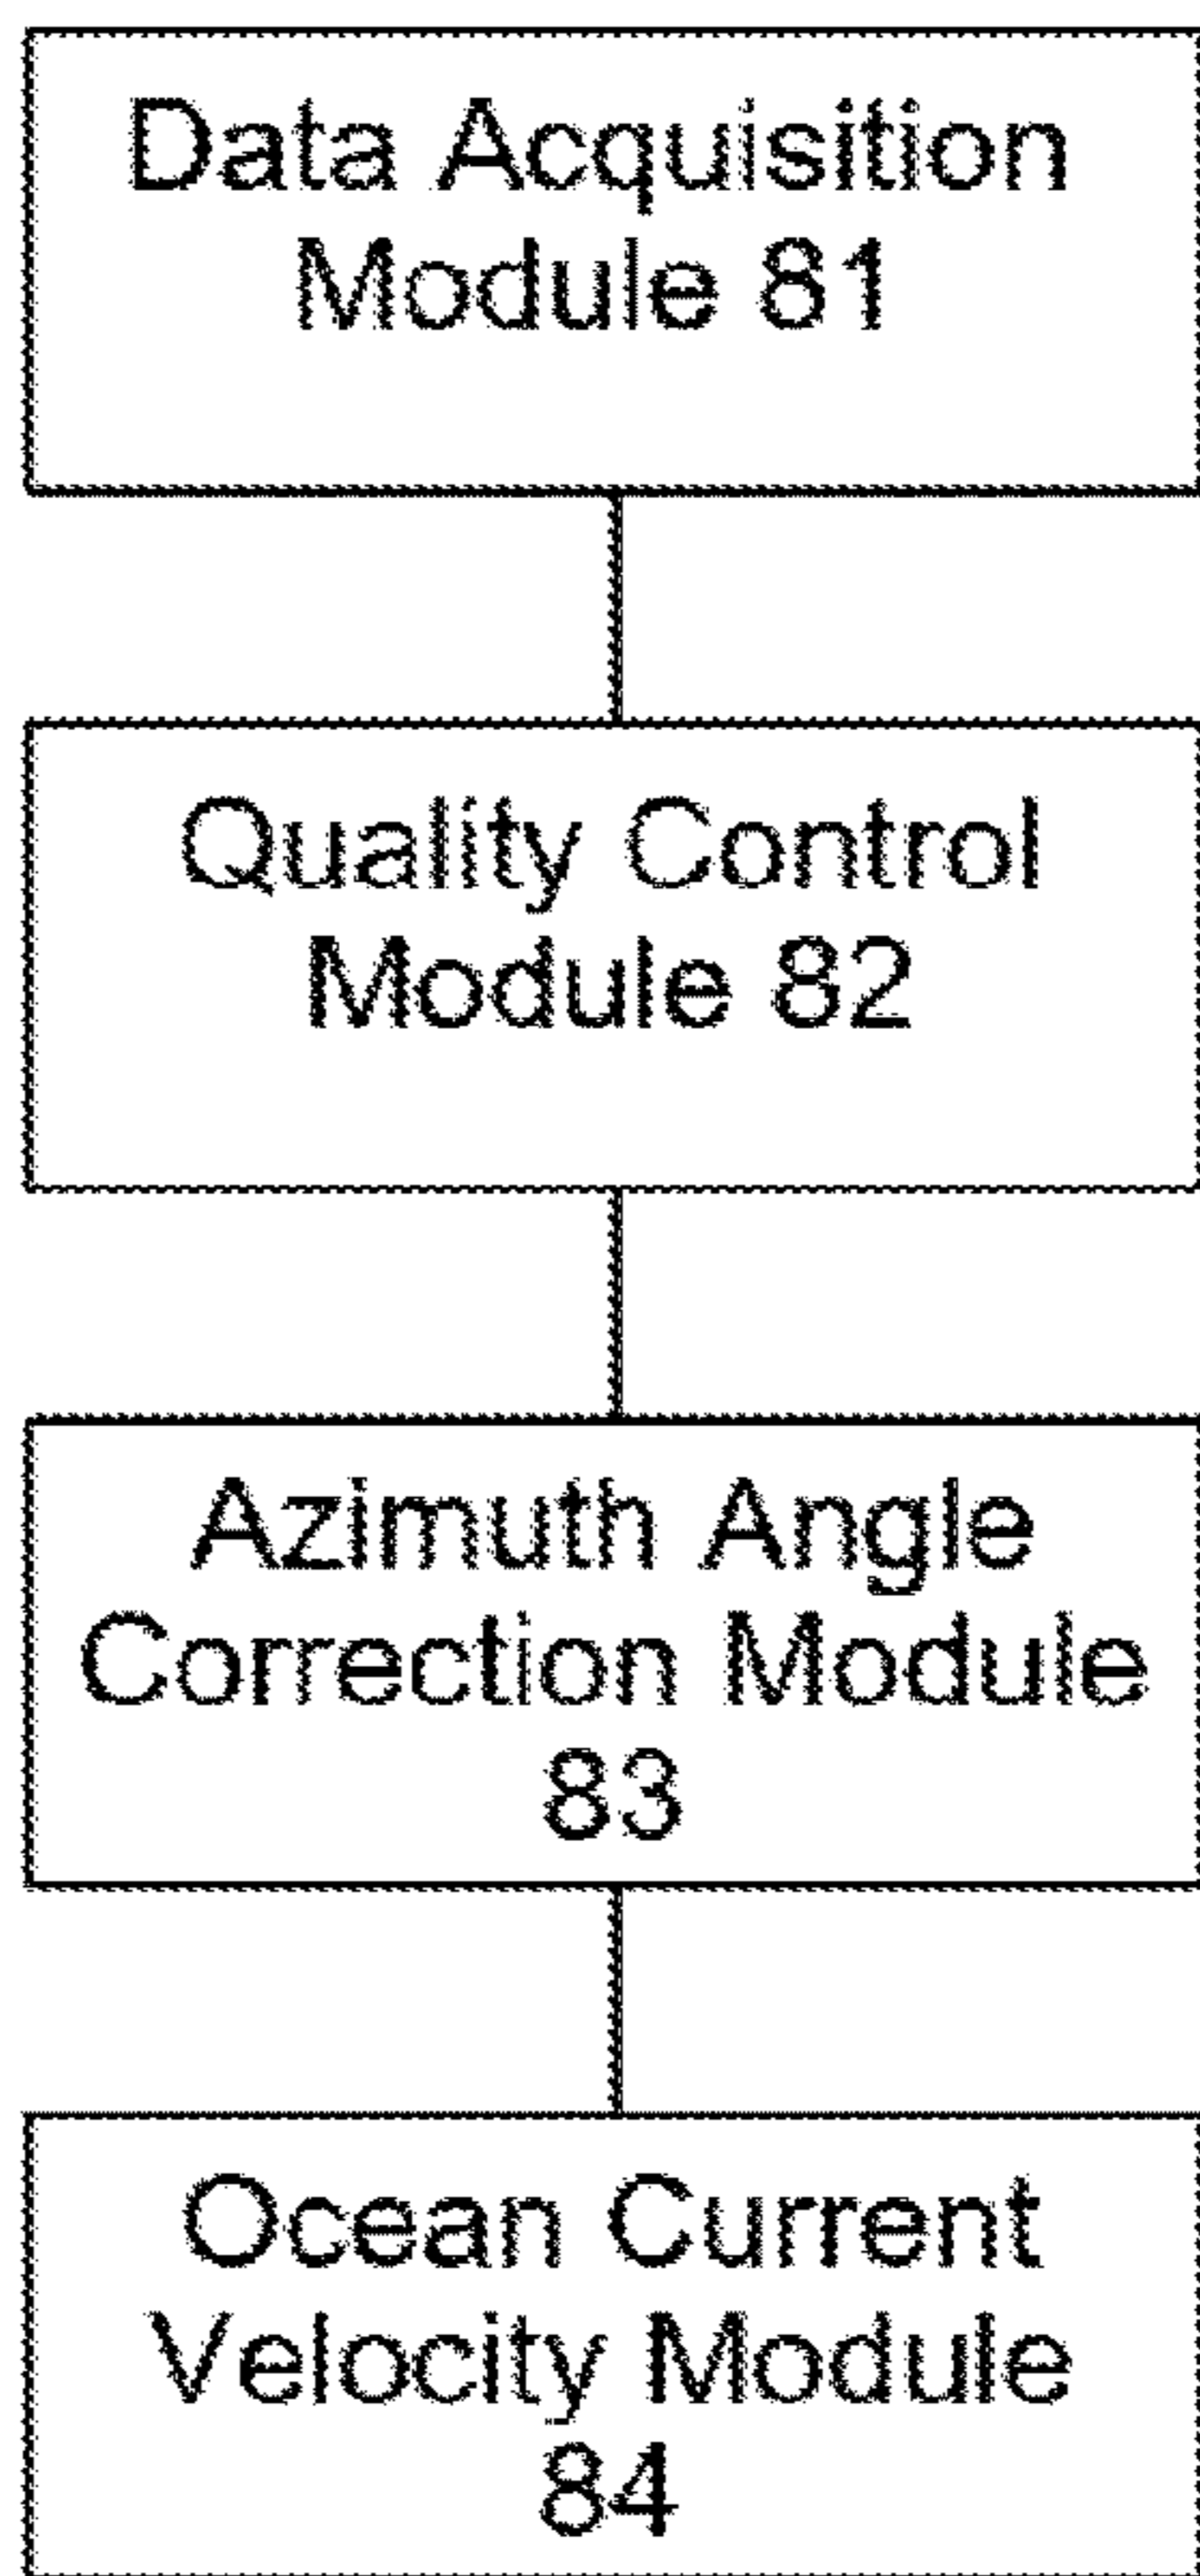 Data Acquisition
Module 81
Quality Control
Module 82
Azimuth Angle
Correction Module
83
Ocean Current
Velocity Module
84